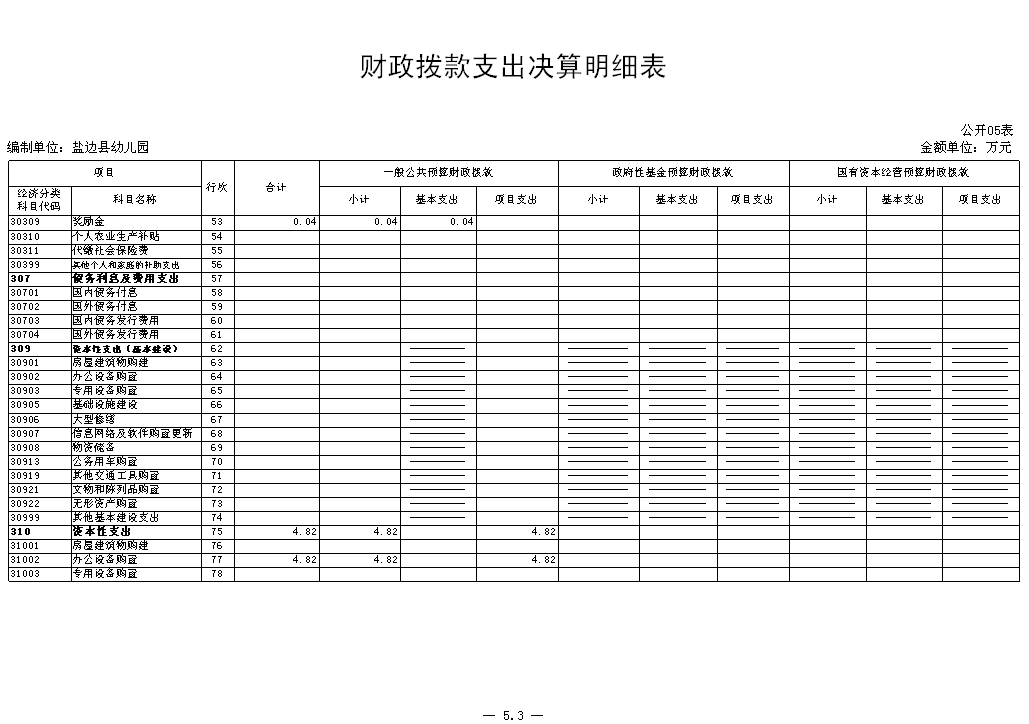 财政拨款支出决算明细表
公开05表
编制单位：盐边县幼儿园 金额单位：万元
项目 行次 合计 一般公共预算财政拨款 政府性基金预算财政拨款 国有资本经营预算财政拨款
经济分类科目代码 科目名称 小计 基本支出 项目支出 小计 基本支出 项目支出 小计 基本支出 项目支出
30309 奖励金 53 0.04 0.04 0.04
30310 个人农业生产补贴 54
30311 代缴社会保险费 55
30399 其他个人和家庭的补助支出 56
307 债务利息及费用支出 57
30701 国内债务付息 58
30702 国外债务付息 59
30703 国内债务发行费用 60
30704 国外债务发行费用 61
309 资本性支出（基本建设） 62
30901 房屋建筑物购建 63
30902 办公设备购置 64
30903 专用设备购置 65
30905 基础设施建设 66
30906 大型修缮 67
30907 信息网络及软件购置更新 68
30908 物资储备 69
30913 公务用车购置 70
30919 其他交通工具购置 71
30921 文物和陈列品购置 72
30922 无形资产购置 73
30999 其他基本建设支出 74
310 资本性支出 75 4.82 4.82 4.82
31001 房屋建筑物购建 76
31002 办公设备购置 77 4.82 4.82 4.82
31003 专用设备购置 78
— 5.3 —